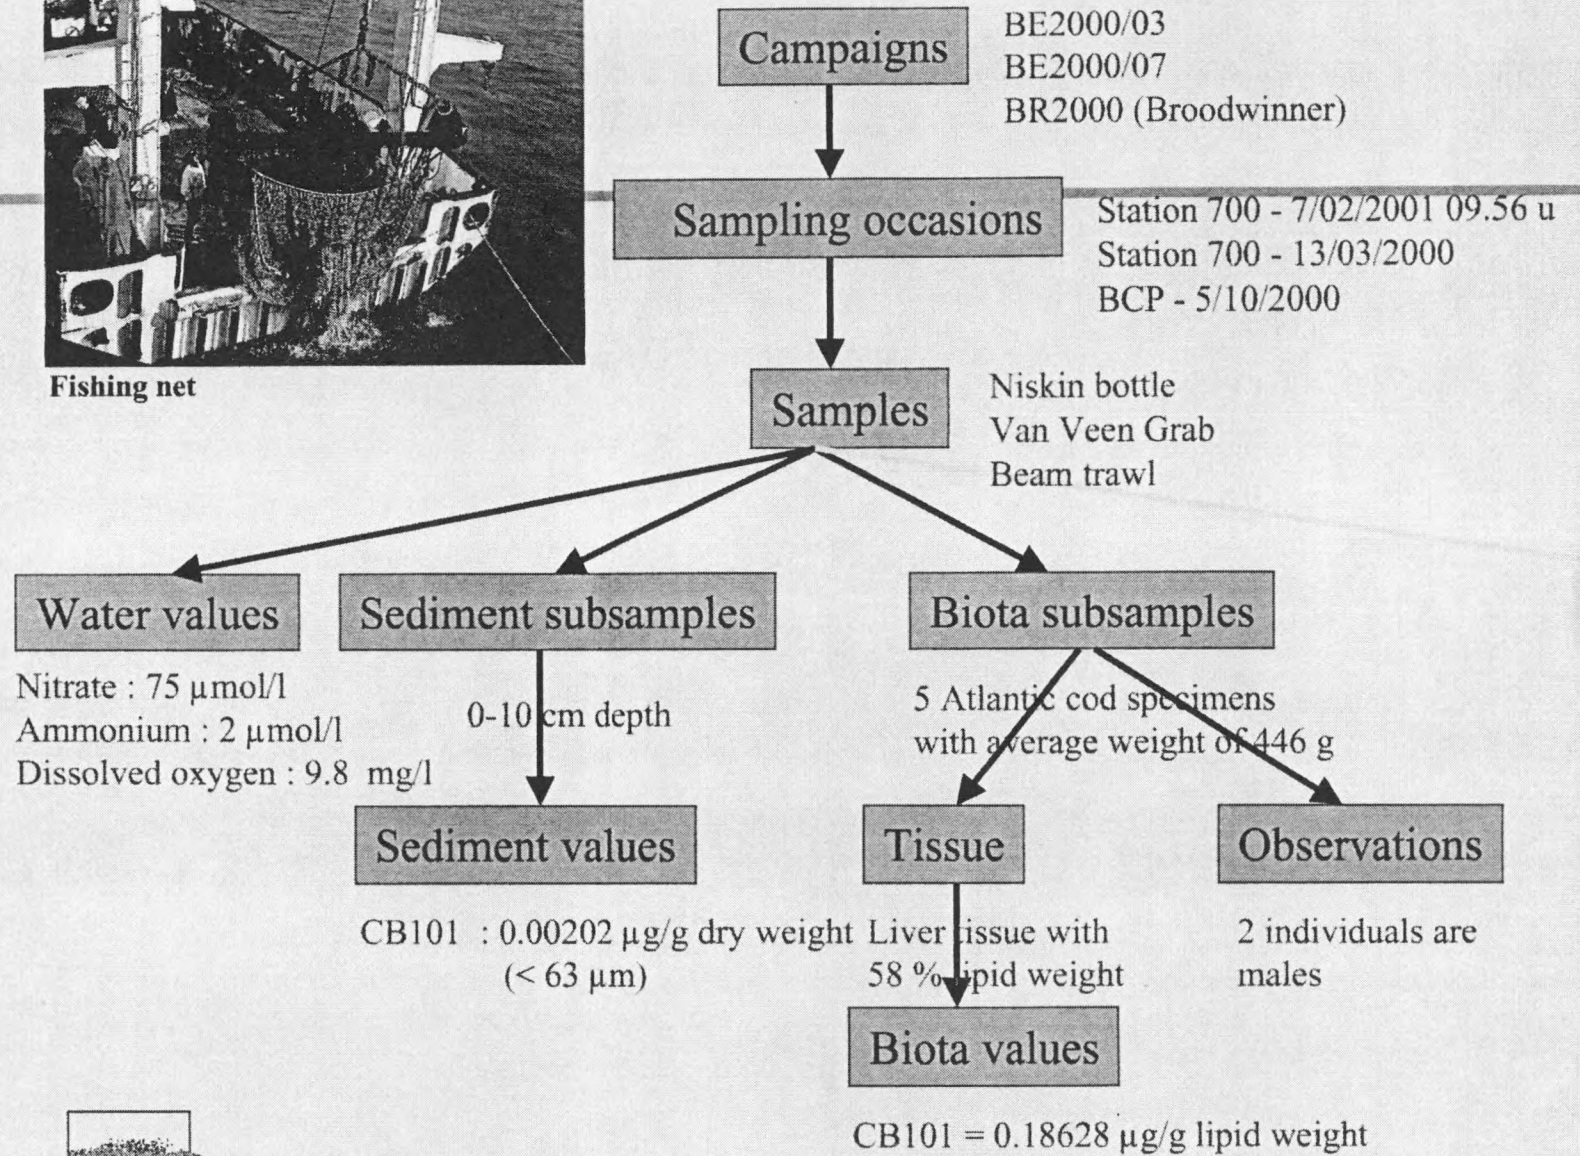 Campaigns
BE2000/03
BE2000/07
BR2000 (Broodwinner)
Sampling occasions
Station 700 - 7/02/2001 09.56 u
Station 700 - 13/03/2000
BCP - 5/10/2000
Fishing net
Samples
Niskin bottle
Van Veen Grab
Beam trawl
Water values
Nitrate : 75 µmol/l
Ammonium : 2 µmol/l
Dissolved oxygen : 9.8 mg/l
Sediment subsamples
0-10 cm depth
Biota subsamples
5 Atlantic cod specimens
with average weight of 446 g
Sediment values
CB101 : 0.00202 µg/g dry weight
(< 63 µm)
Tissue
Liver tissue with
58 % lipid weight
Observations
2 individuals are
males
Biota values
CB101 = 0.18628 µg/g lipid weight